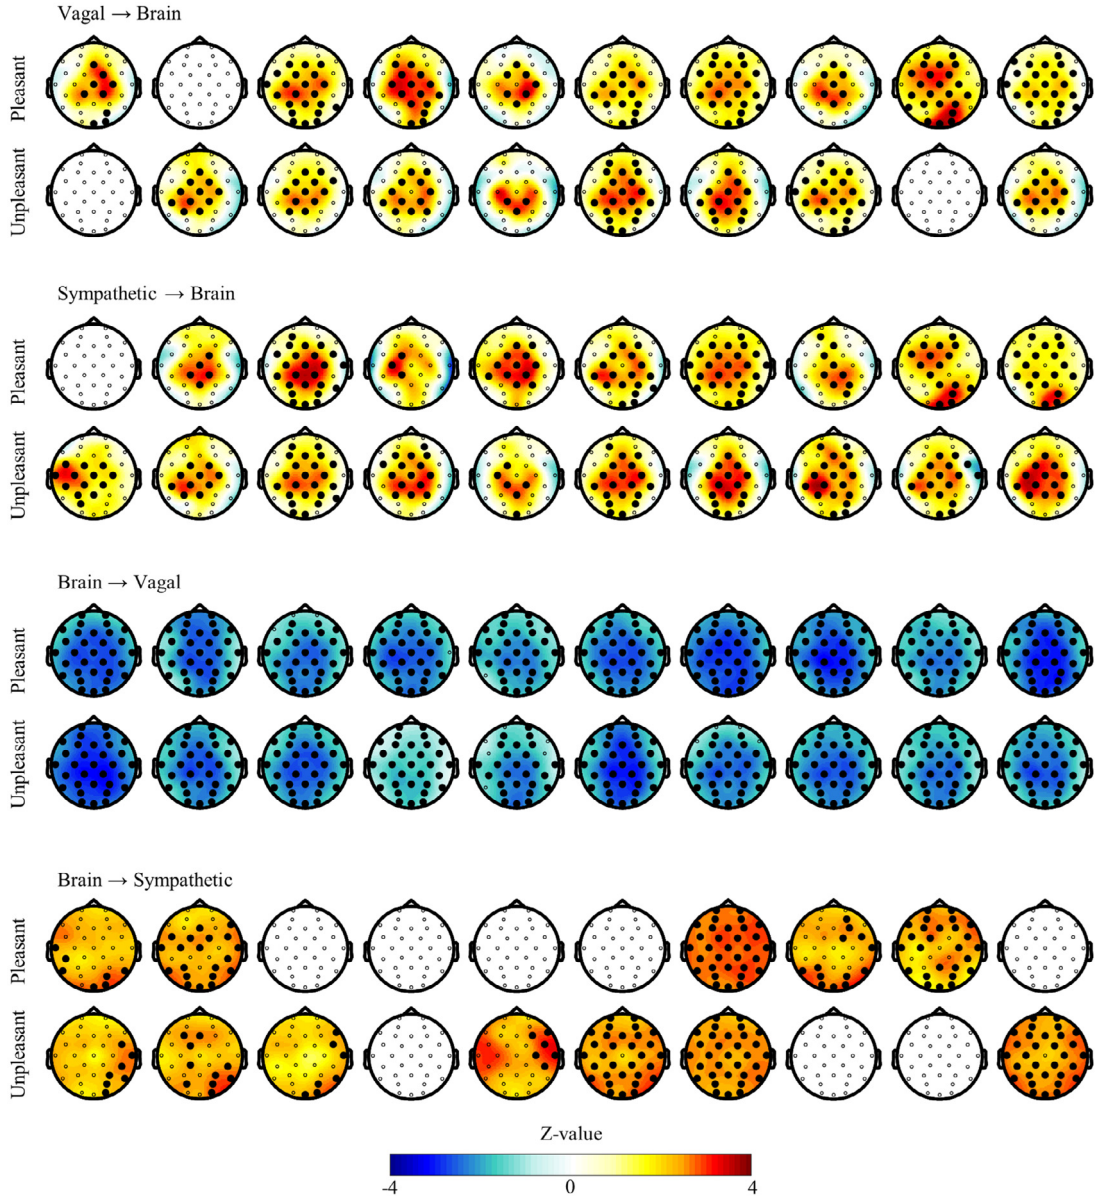 Vagal → Brain
Pleasant
Unpleasant
Sympathetic → Brain
Pleasant
Unpleasant
Brain → Vagal
Pleasant
Unpleasant
Brain → Sympathetic
Pleasant
Unpleasant
Z-value
-4 0 4